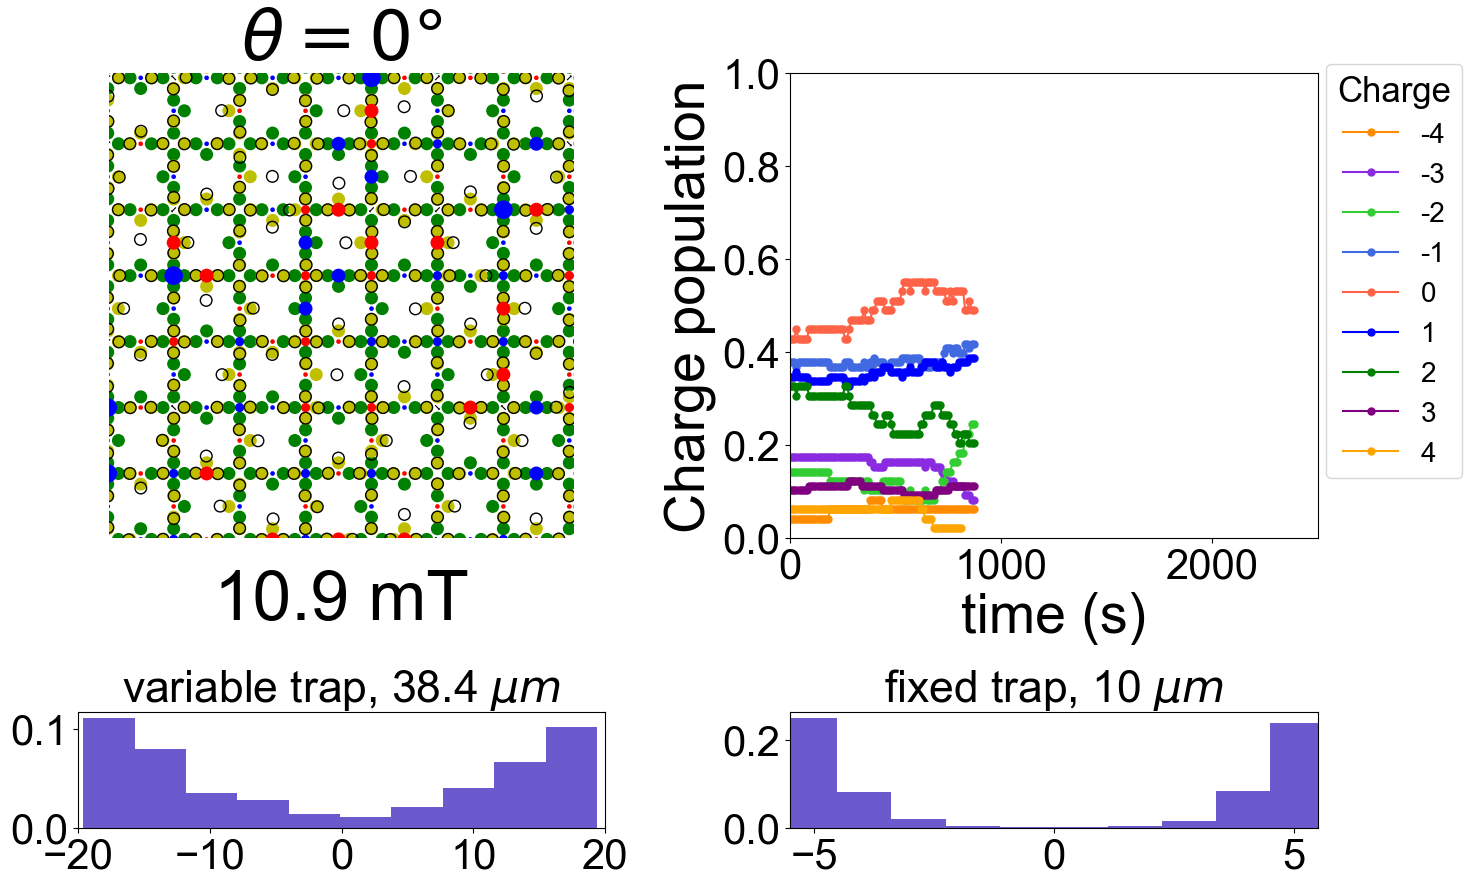 θ = 0°
10.9 mT
Charge population
1.0
0.8
0.6
0.4
0.2
0.0
0 1000 2000
time (s)
Charge
-4
-3
-2
-1
0
1
2
3
4
variable trap, 38.4 μm
0.1
0.0
−20 −10 0 10 20
fixed trap, 10 μm
0.2
0.0
−5 0 5